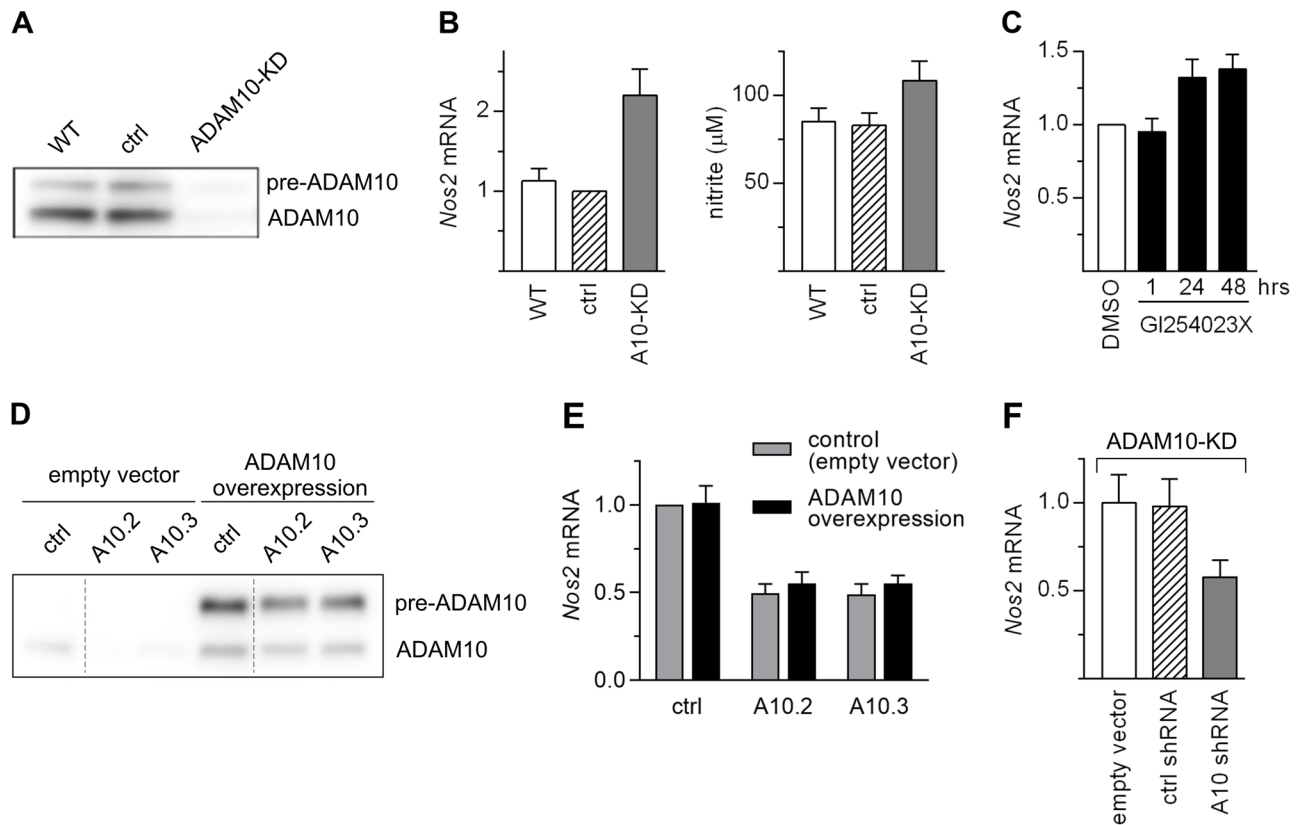 A
WT
ctrl
ADAM10-KD
pre-ADAM10
ADAM10
B
Nos2 mRNA
2
1
WT
ctrl
A10-KD
nitrite (μM)
100
50
WT
ctrl
A10-KD
C
Nos2 mRNA
1.5
1.0
0.5
DMSO
1 24 48 hrs
GI254023X
D
empty vector
ADAM10
overexpression
ctrl
A10.2
A10.3
ctrl
A10.2
A10.3
pre-ADAM10
ADAM10
E
control
(empty vector)
ADAM10
overexpression
Nos2 mRNA
1.0
0.5
0.0
ctrl A10.2 A10.3
F
ADAM10-KD
Nos2 mRNA
1.0
0.5
empty vector
ctrl shRNA
A10 shRNA